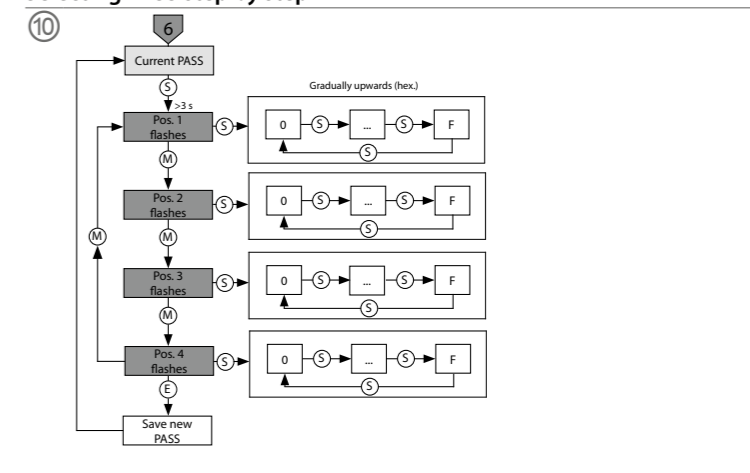 10
6
Current PASS
S
>3 s
Gradually upwards (hex.)
Pos. 1
flashes
S
0 S ... S F
S
M
Pos. 2
flashes
S
0 S ... S F
S
M
M
Pos. 3
flashes
S
0 S ... S F
S
M
Pos. 4
flashes
S
0 S ... S F
S
E
Save new
PASS